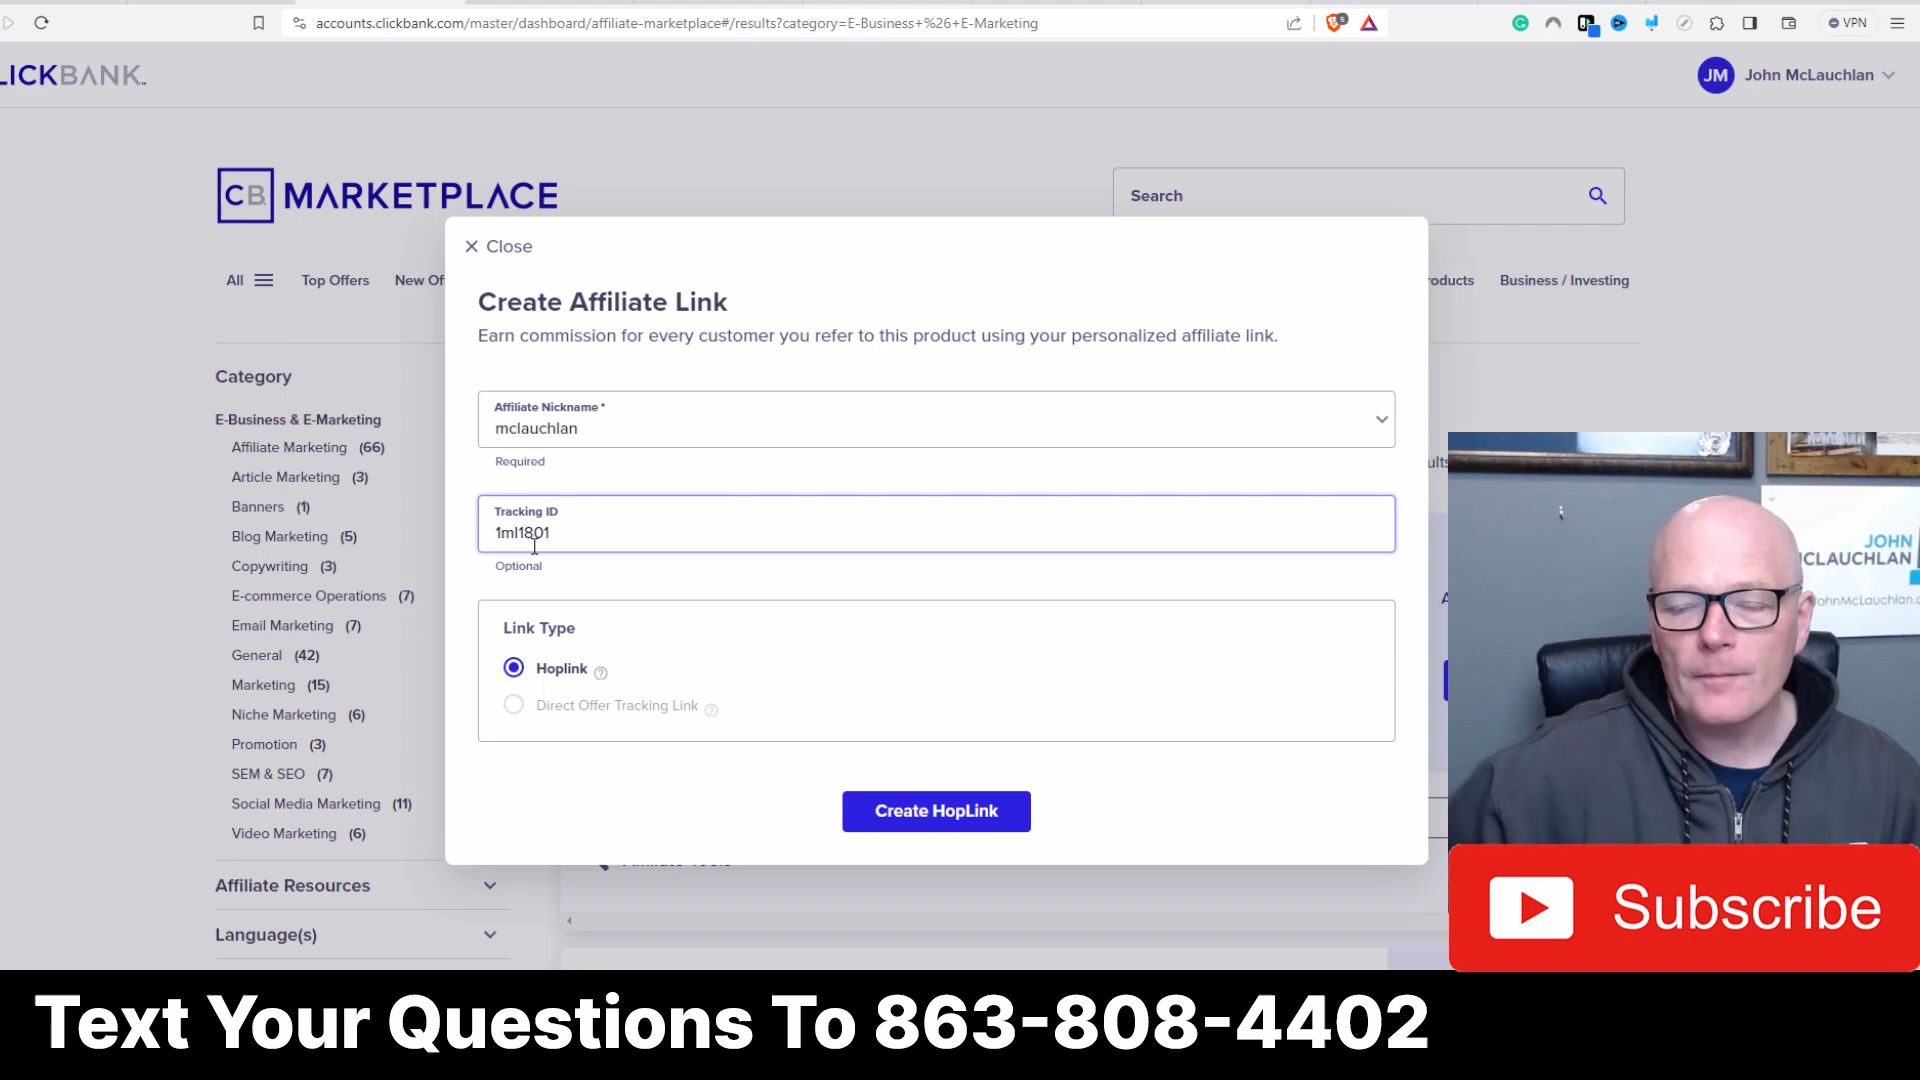 accounts.clickbank.com/master/dashboard/affiliate-marketplace#/results?category=E-Business+%26+E-Marketing
5
VPN
LICKBANK
JM John McLauchlan
CB MARKETPLACE
Search
All
Top Offers
New Of
roducts
Business / Investing
Close
Create Affiliate Link
Earn commission for every customer you refer to this product using your personalized affiliate link.
Category
E-Business & E-Marketing
Affiliate Marketing (66)
Article Marketing (3)
Banners (1)
Blog Marketing (5)
Copywriting (3)
E-commerce Operations (7)
Email Marketing (7)
General (42)
Marketing (15)
Niche Marketing (6)
Promotion (3)
SEM & SEO (7)
Social Media Marketing (11)
Video Marketing (6)
Affiliate Resources
Language(s)
Affiliate Nickname *
mclauchlan
Required
Tracking ID
1ml1801
Optional
Link Type
Hoplink ?
Direct Offer Tracking Link ?
Create HopLink
ults
JOHN
MCLAUCHLAN
ohnMcLauchlan.c
Subscribe
Text Your Questions To 863-808-4402